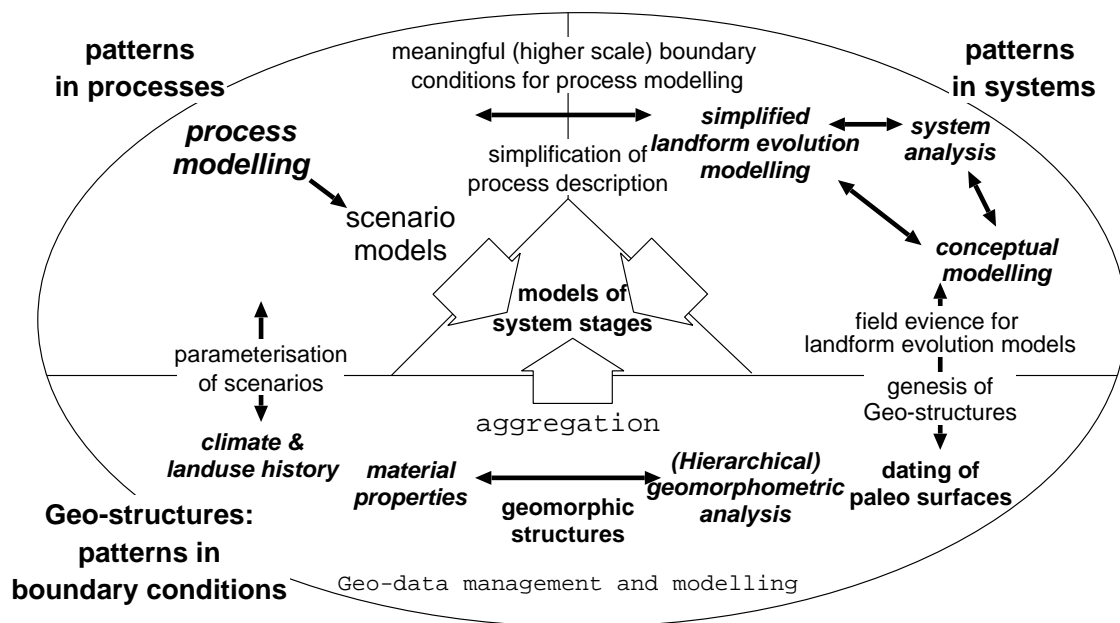 patterns
in processes
meaningful (higher scale) boundary
conditions for process modelling
patterns
in systems
process
modelling
simplified
landform evolution
modelling
system
analysis
simplification of
process description
scenario
models
conceptual
modelling
models of
system stages
field evience for
landform evolution models
parameterisation
of scenarios
genesis of
Geo-structures
aggregation
climate &
landuse history
material
properties
(Hierarchical)
geomorphometric
analysis
geomorphic
structures
dating of
paleo surfaces
Geo-structures:
patterns in
boundary conditions
Geo-data management and modelling